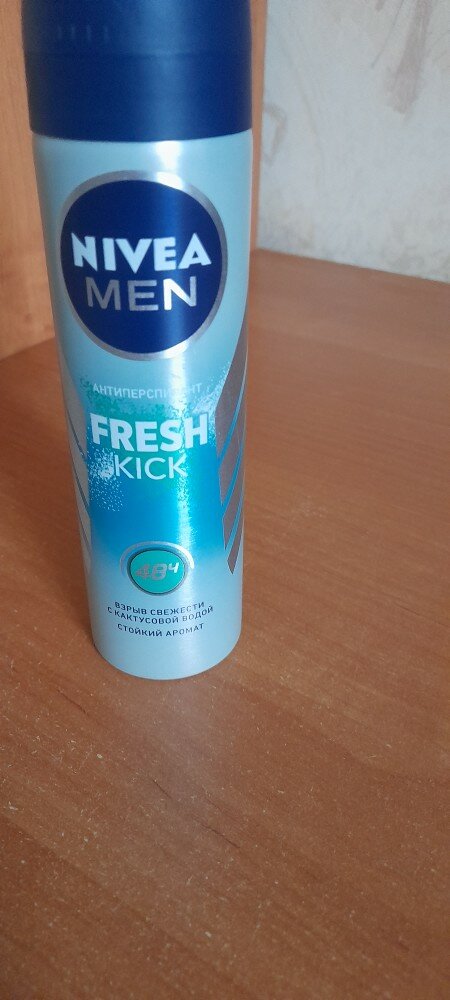 NIVEA
MEN
АНТИПЕРСПИРАНТ
FRESH
KICK
48Ч
ВЗРЫВ СВЕЖЕСТИ
С КАКТУСОВОЙ ВОДОЙ
СТОЙКИЙ АРОМАТ